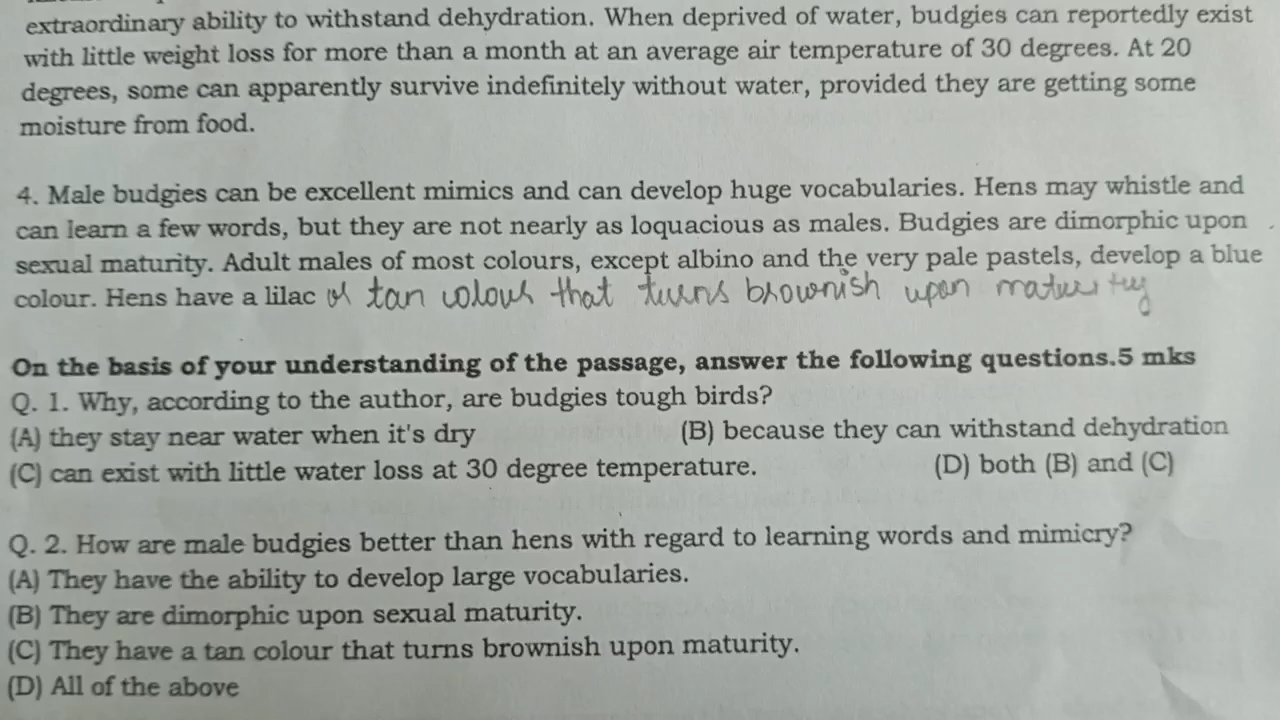 extraordinary ability to withstand dehydration. When deprived of water, budgies can reportedly exist
with little weight loss for more than a month at an average air temperature of 30 degrees. At 20
degrees, some can apparently survive indefinitely without water, provided they are getting some
moisture from food.
4. Male budgies can be excellent mimics and can develop huge vocabularies. Hens may whistle and
can learn a few words, but they are not nearly as loquacious as males. Budgies are dimorphic upon
sexual maturity. Adult males of most colours, except albino and the very pale pastels, develop a blue
colour. Hens have a lilac or tan colour that turns brownish upon maturity
On the basis of your understanding of the passage, answer the following questions.5 mks
Q. 1. Why, according to the author, are budgies tough birds?
(A) they stay near water when it's dry (B) because they can withstand dehydration
(C) can exist with little water loss at 30 degree temperature. (D) both (B) and (C)
Q. 2. How are male budgies better than hens with regard to learning words and mimicry?
(A) They have the ability to develop large vocabularies.
(B) They are dimorphic upon sexual maturity.
(C) They have a tan colour that turns brownish upon maturity.
(D) All of the above